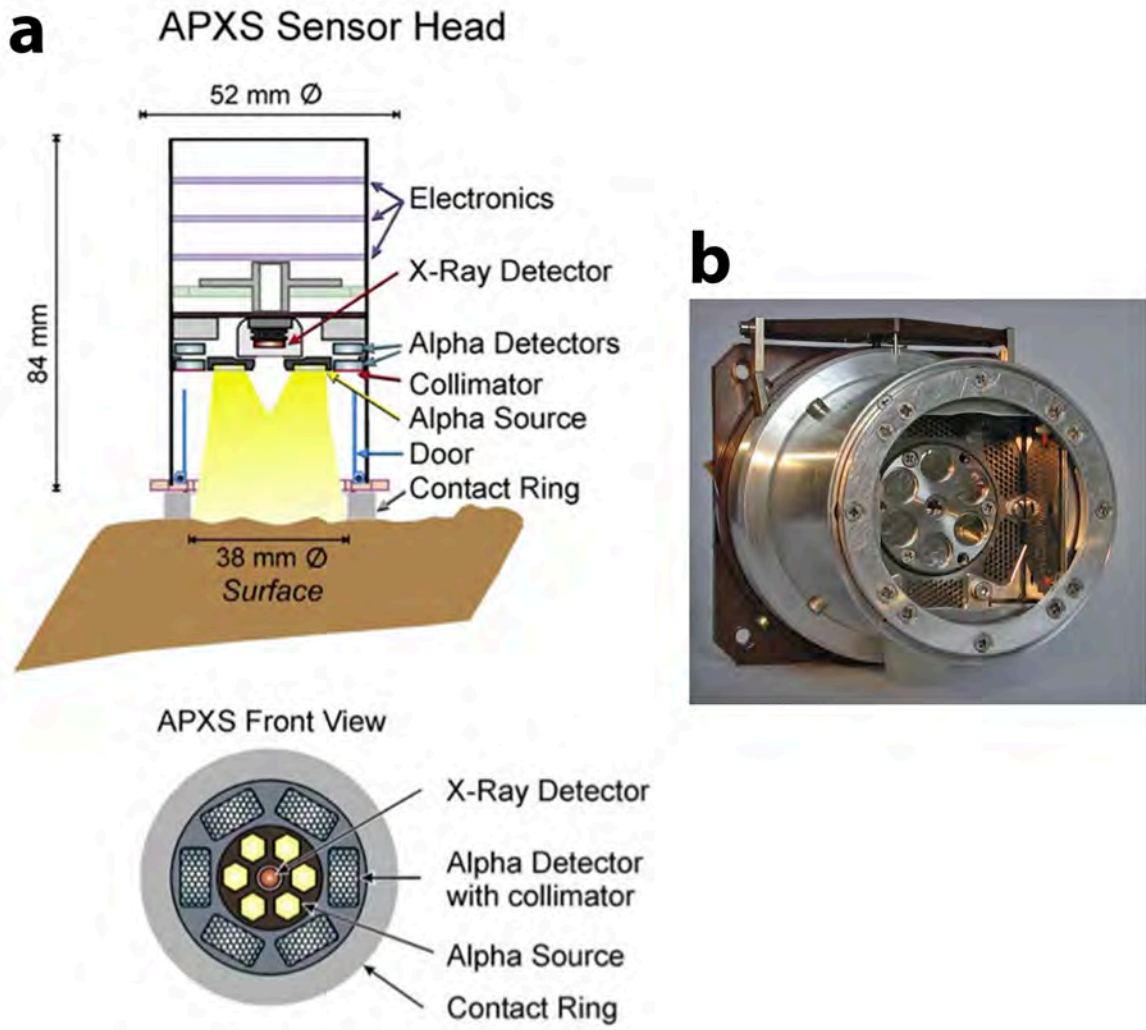 a
APXS Sensor Head
52 mm Ø
84 mm
Electronics
X-Ray Detector
Alpha Detectors
Collimator
Alpha Source
Door
Contact Ring
38 mm Ø
Surface
b
APXS Front View
X-Ray Detector
Alpha Detector
with collimator
Alpha Source
Contact Ring